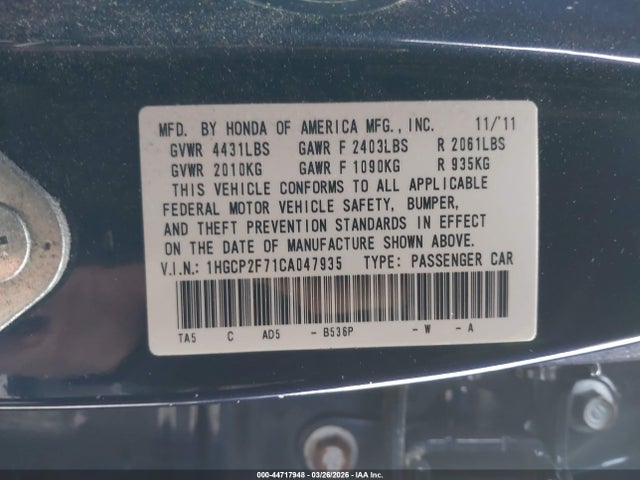 MFD. BY HONDA OF AMERICA MFG., INC. 11/'11
GVWR 4431LBS GAWR F 2403LBS R 2061LBS
GVWR 2010KG GAWR F 1090KG R 935KG
THIS VEHICLE CONFORMS TO ALL APPLICABLE
FEDERAL MOTOR VEHICLE SAFETY, BUMPER,
AND THEFT PREVENTION STANDARDS IN EFFECT
ON THE DATE OF MANUFACTURE SHOWN ABOVE.
V.I.N.: 1HGCP2F71CA047935 TYPE: PASSENGER CAR
TA5 C AD5 - B536P - W - A
000-44717948 - 03/26/2026 - IAA Inc.